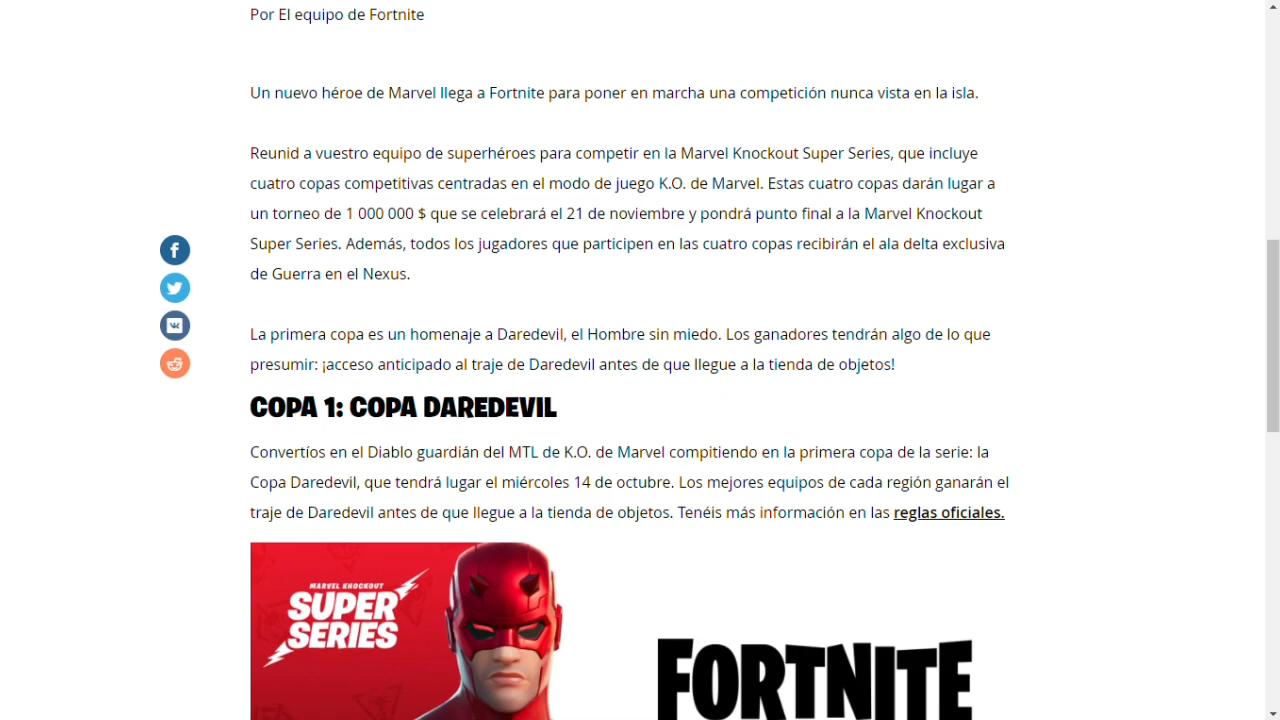 Por El equipo de Fortnite
Un nuevo héroe de Marvel llega a Fortnite para poner en marcha una competición nunca vista en la isla.
Reunid a vuestro equipo de superhéroes para competir en la Marvel Knockout Super Series, que incluye
cuatro copas competitivas centradas en el modo de juego K.O. de Marvel. Estas cuatro copas darán lugar a
un torneo de 1 000 000 $ que se celebrará el 21 de noviembre y pondrá punto final a la Marvel Knockout
Super Series. Además, todos los jugadores que participen en las cuatro copas recibirán el ala delta exclusiva
de Guerra en el Nexus.
La primera copa es un homenaje a Daredevil, el Hombre sin miedo. Los ganadores tendrán algo de lo que
presumir: ¡acceso anticipado al traje de Daredevil antes de que llegue a la tienda de objetos!
COPA 1: COPA DAREDEVIL
Convertíos en el Diablo guardián del MTL de K.O. de Marvel compitiendo en la primera copa de la serie: la
Copa Daredevil, que tendrá lugar el miércoles 14 de octubre. Los mejores equipos de cada región ganarán el
traje de Daredevil antes de que llegue a la tienda de objetos. Tenéis más información en las reglas oficiales.
MARVEL KNOCKOUT
SUPER
SERIES
FORTNITE